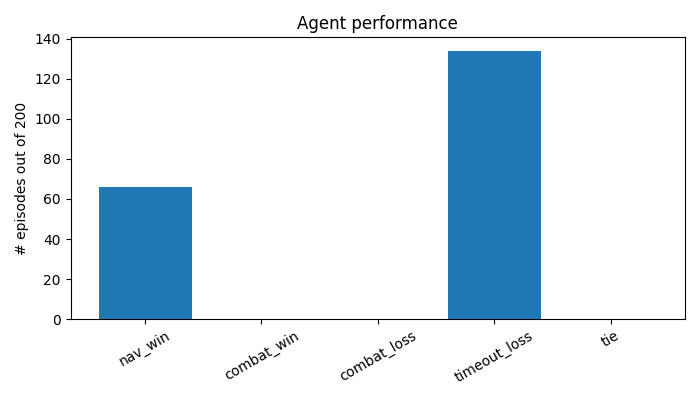 Agent performance
# episodes out of 200
140
120
100
80
60
40
20
0
nav_win
combat_win
combat_loss
timeout_loss
tie